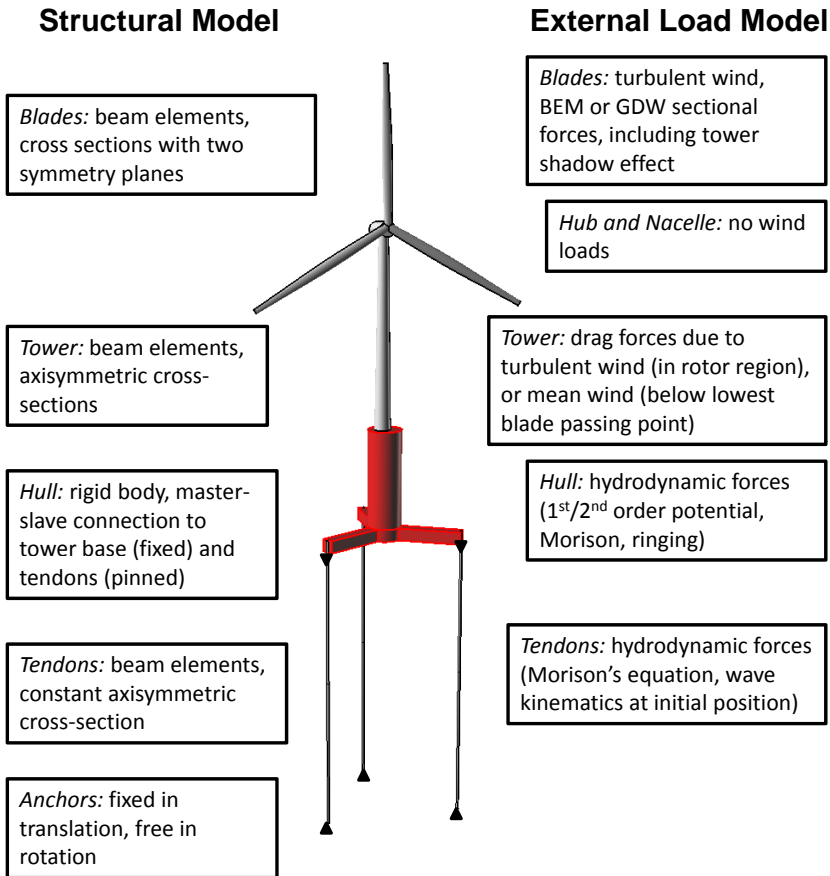 Structural Model
Blades: beam elements,
cross sections with two
symmetry planes
Tower: beam elements,
axisymmetric cross-
sections
Hull: rigid body, master-
slave connection to
tower base (fixed) and
tendons (pinned)
Tendons: beam elements,
constant axisymmetric
cross-section
Anchors: fixed in
translation, free in
rotation
External Load Model
Blades: turbulent wind,
BEM or GDW sectional
forces, including tower
shadow effect
Hub and Nacelle: no wind
loads
Tower: drag forces due to
turbulent wind (in rotor region),
or mean wind (below lowest
blade passing point)
Hull: hydrodynamic forces
(1st/2nd order potential,
Morison, ringing)
Tendons: hydrodynamic forces
(Morison's equation, wave
kinematics at initial position)